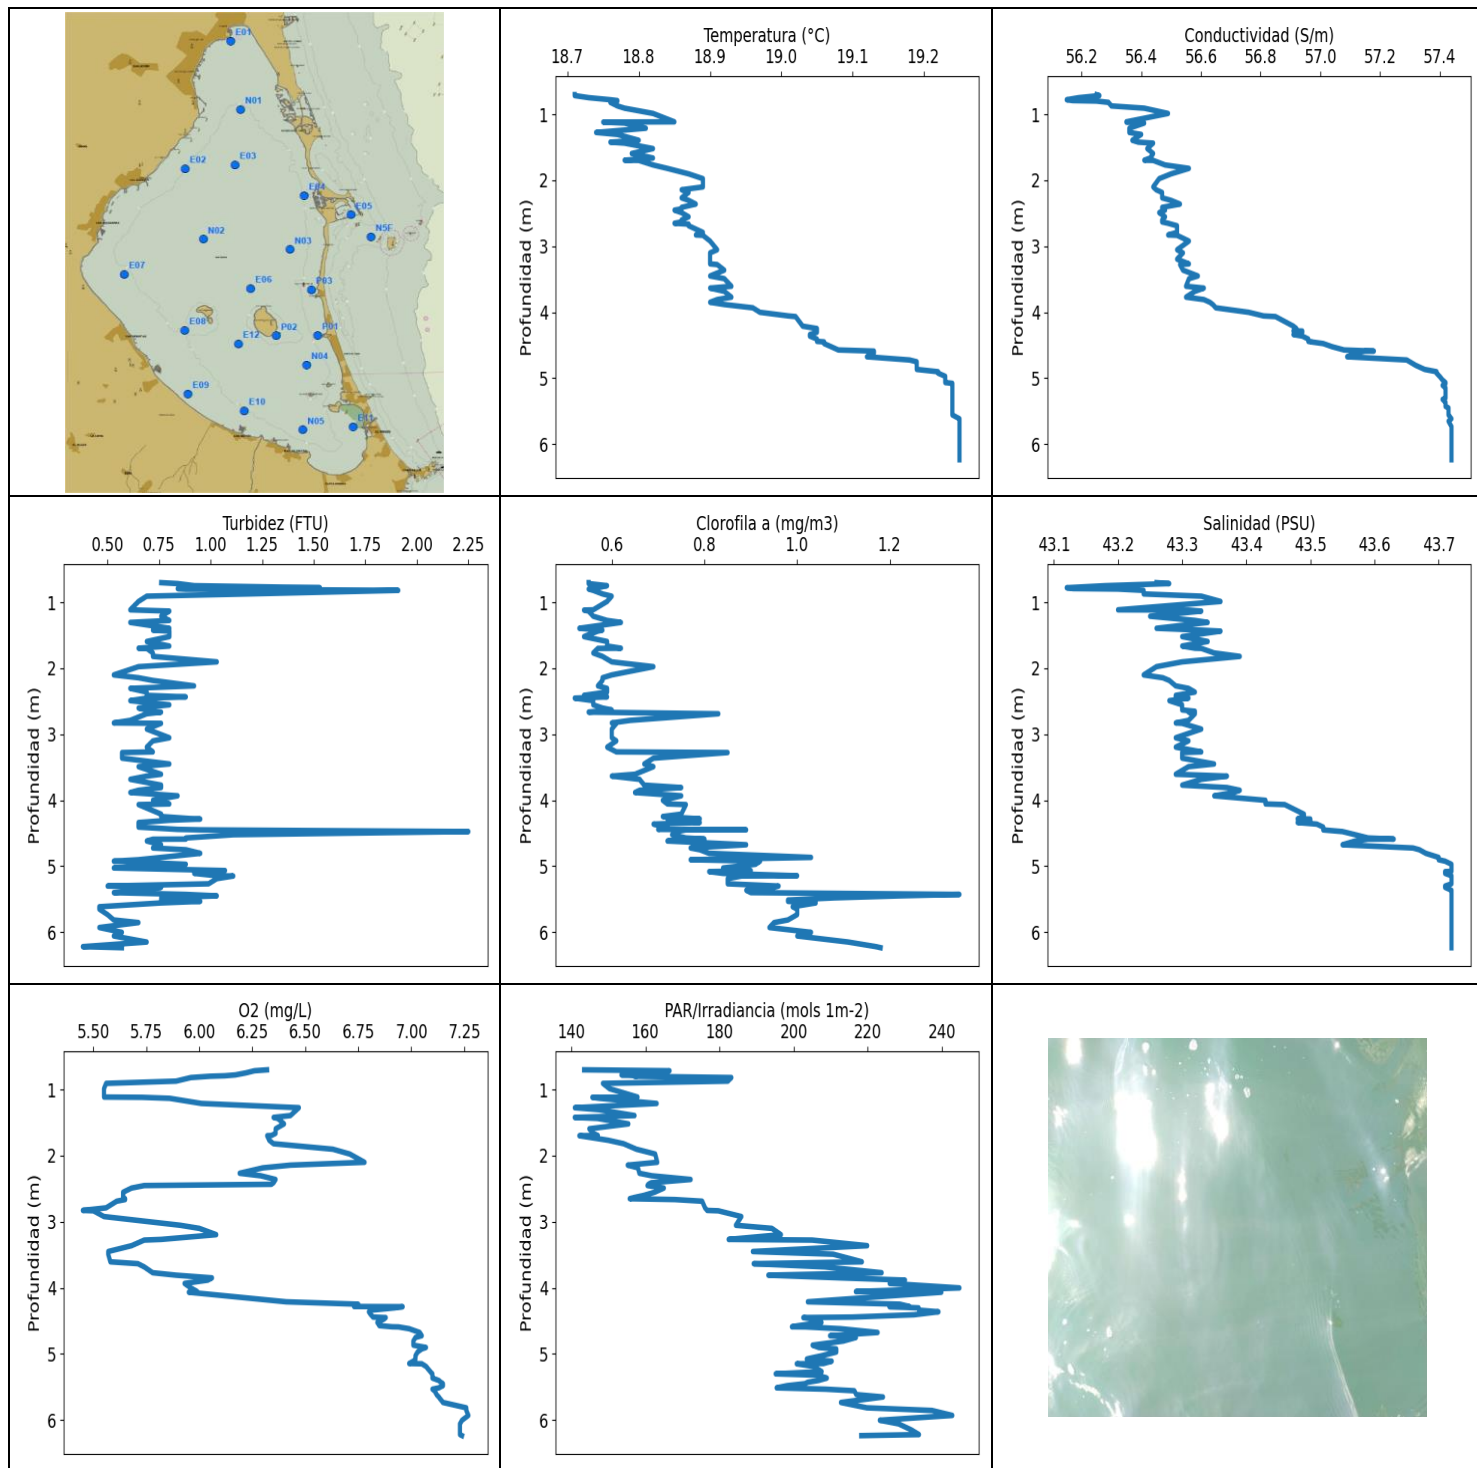 E01
N01
E02
E03
E04
E05
N5F
N02
N03
E07
E06
P03
E08
E12
P02
P01
N04
E09
E10
N05
E11
Temperatura (°C)
18.7 18.8 18.9 19.0 19.1 19.2
Profundidad (m)
1
2
3
4
5
6
Conductividad (S/m)
56.2 56.4 56.6 56.8 57.0 57.2 57.4
Profundidad (m)
1
2
3
4
5
6
Turbidez (FTU)
0.50 0.75 1.00 1.25 1.50 1.75 2.00 2.25
Profundidad (m)
1
2
3
4
5
6
Clorofila a (mg/m3)
0.6 0.8 1.0 1.2
Profundidad (m)
1
2
3
4
5
6
Salinidad (PSU)
43.1 43.2 43.3 43.4 43.5 43.6 43.7
Profundidad (m)
1
2
3
4
5
6
O2 (mg/L)
5.50 5.75 6.00 6.25 6.50 6.75 7.00 7.25
Profundidad (m)
1
2
3
4
5
6
PAR/Irradiancia (mols 1m-2)
140 160 180 200 220 240
Profundidad (m)
1
2
3
4
5
6